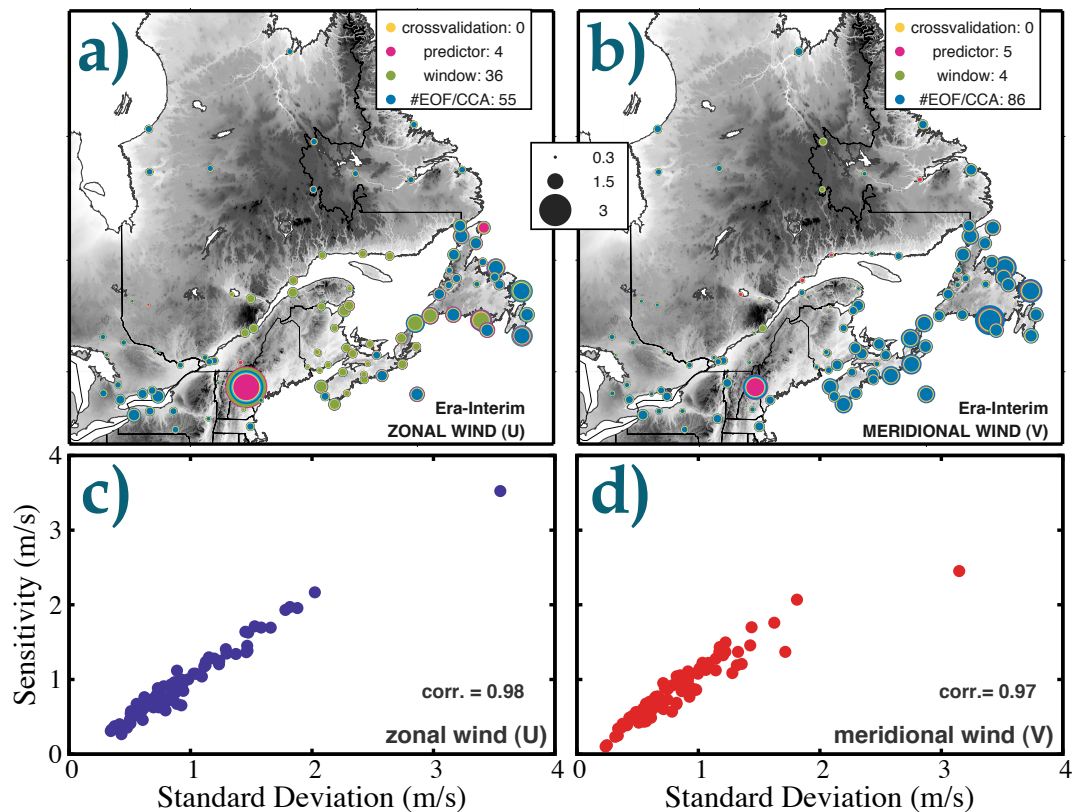 a)
crossvalidation: 0
predictor: 4
window: 36
#EOF/CCA: 55
Era-Interim
ZONAL WIND (U)
b)
crossvalidation: 0
predictor: 5
window: 4
#EOF/CCA: 86
Era-Interim
MERIDIONAL WIND (V)
0.3
1.5
3
c)
4
3
2
1
0
Sensitivity (m/s)
corr. = 0.98
zonal wind (U)
0 1 2 3 4
Standard Deviation (m/s)
d)
corr. = 0.97
meridional wind (V)
0 1 2 3 4
Standard Deviation (m/s)